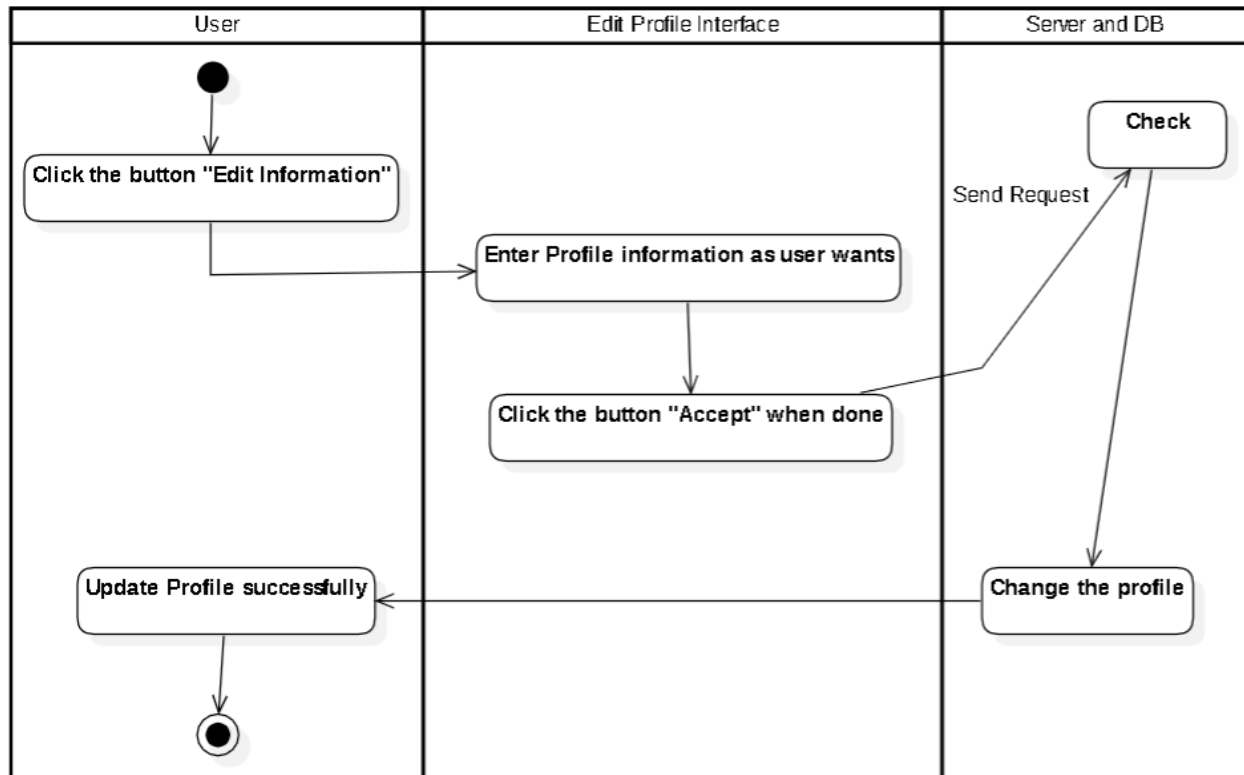 User
Edit Profile Interface
Server and DB
Check
Click the button "Edit Information"
Send Request
Enter Profile information as user wants
Click the button "Accept" when done
Update Profile successfully
Change the profile